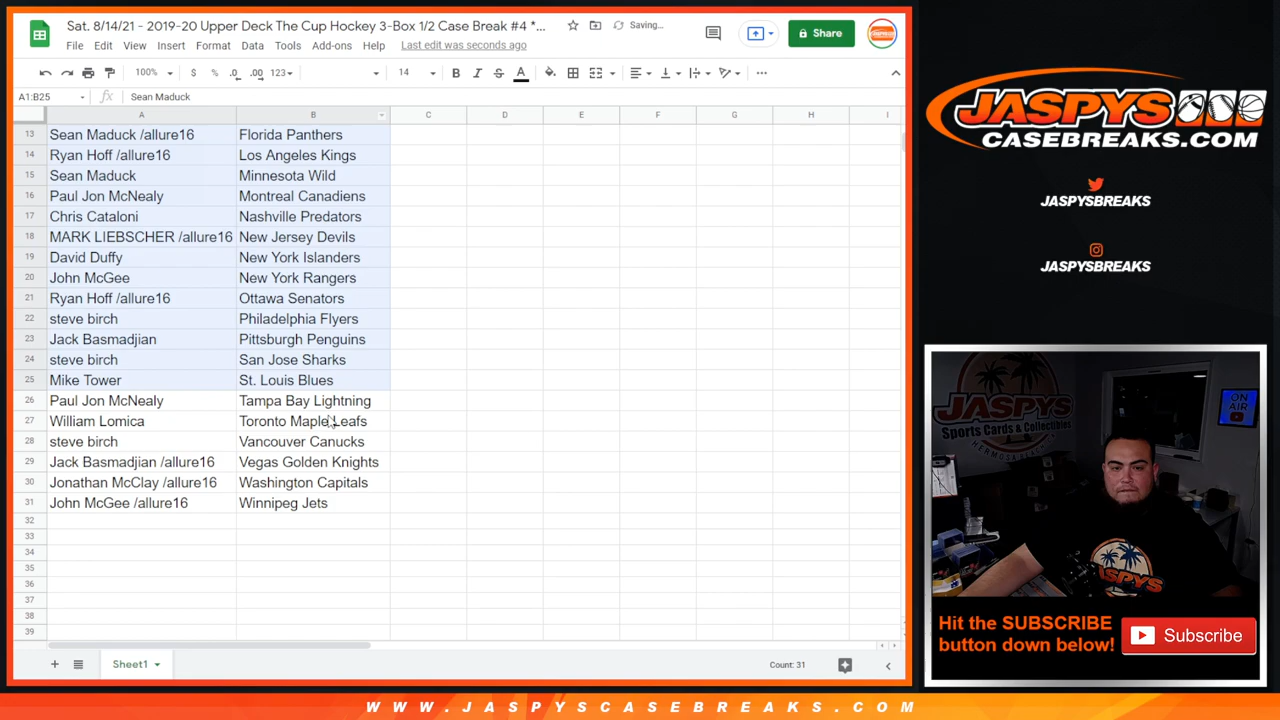 Sat. 8/14/21 - 2019-20 Upper Deck The Cup Hockey 3-Box 1/2 Case Break #4 *... Saving...
File Edit View Insert Format Data Tools Add-ons Help Last edit was seconds ago
Share
100% $ % .0 .00 123 14 B I S A
A1:B25 fx Sean Maduck
A B C D E F G H I
13 Sean Maduck /allure16 Florida Panthers
14 Ryan Hoff /allure16 Los Angeles Kings
15 Sean Maduck Minnesota Wild
16 Paul Jon McNealy Montreal Canadiens
17 Chris Cataloni Nashville Predators
18 MARK LIEBSCHER /allure16 New Jersey Devils
19 David Duffy New York Islanders
20 John McGee New York Rangers
21 Ryan Hoff /allure16 Ottawa Senators
22 steve birch Philadelphia Flyers
23 Jack Basmadjian Pittsburgh Penguins
24 steve birch San Jose Sharks
25 Mike Tower St. Louis Blues
26 Paul Jon McNealy Tampa Bay Lightning
27 William Lomica Toronto Maple Leafs
28 steve birch Vancouver Canucks
29 Jack Basmadjian /allure16 Vegas Golden Knights
30 Jonathan McClay /allure16 Washington Capitals
31 John McGee /allure16 Winnipeg Jets
32
33
34
35
36
37
38
39
Sheet1
Count: 31
JASPYS
CASEBREAKS.COM
JASPYSBREAKS
JASPYSBREAKS
JASPYS
Sports Cards & Collectibles
HERMOSA BEACH
ON
AIR
JASPYS
Hit the SUBSCRIBE
button down below!
Subscribe
WWW.JASPYSCASEBREAKS.COM